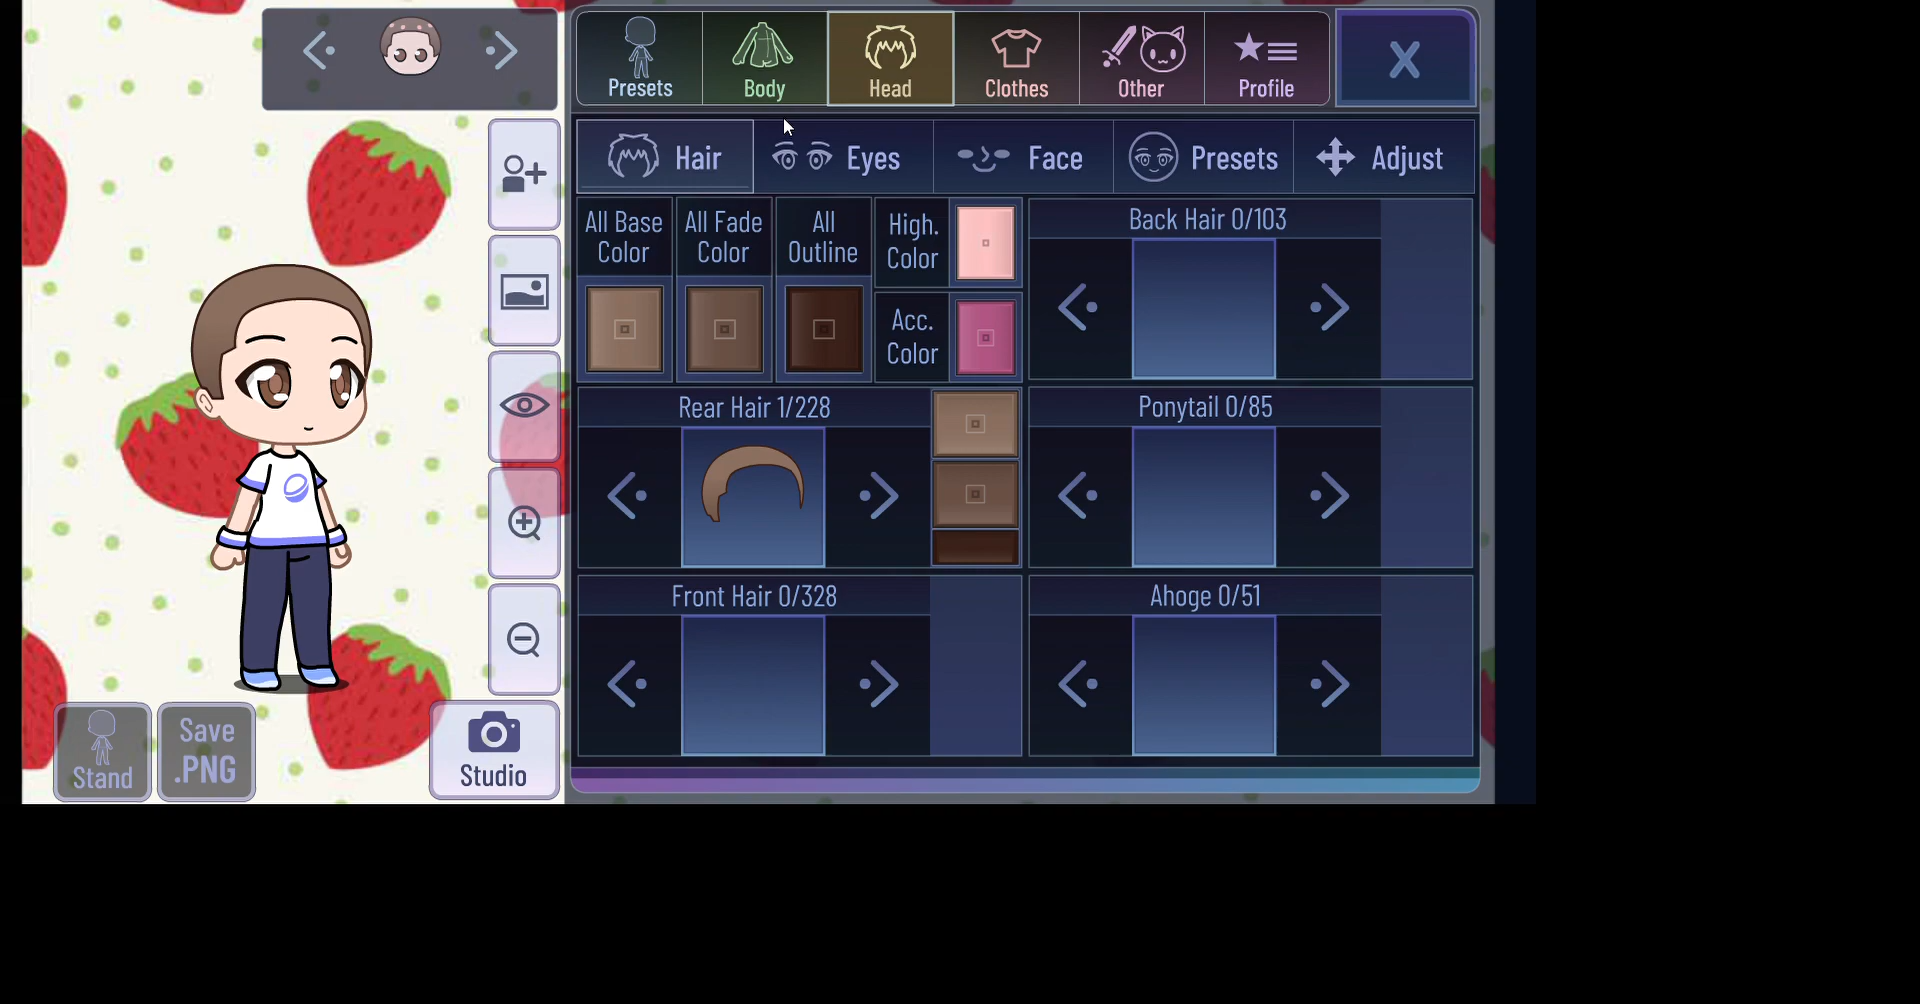 Presets
Body
Head
Clothes
Other
Profile
X
Hair
Eyes
Face
Presets
Adjust
All Base
Color
All Fade
Color
All
Outline
High.
Color
Acc.
Color
Back Hair 0/103
Rear Hair 1/228
Ponytail 0/85
Front Hair 0/328
Ahoge 0/51
Stand
Save
.PNG
Studio